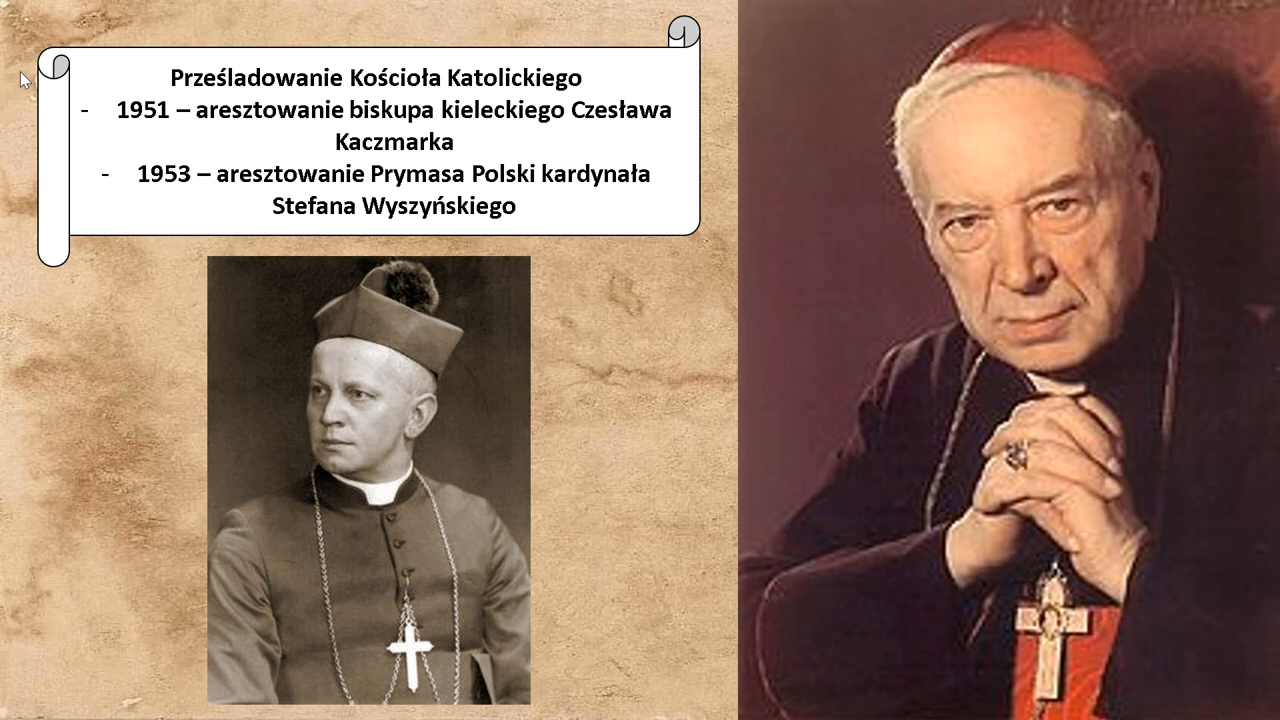 Prześladowanie Kościoła Katolickiego
- 1951 – aresztowanie biskupa kieleckiego Czesława
Kaczmarka
- 1953 – aresztowanie Prymasa Polski kardynała
Stefana Wyszyńskiego